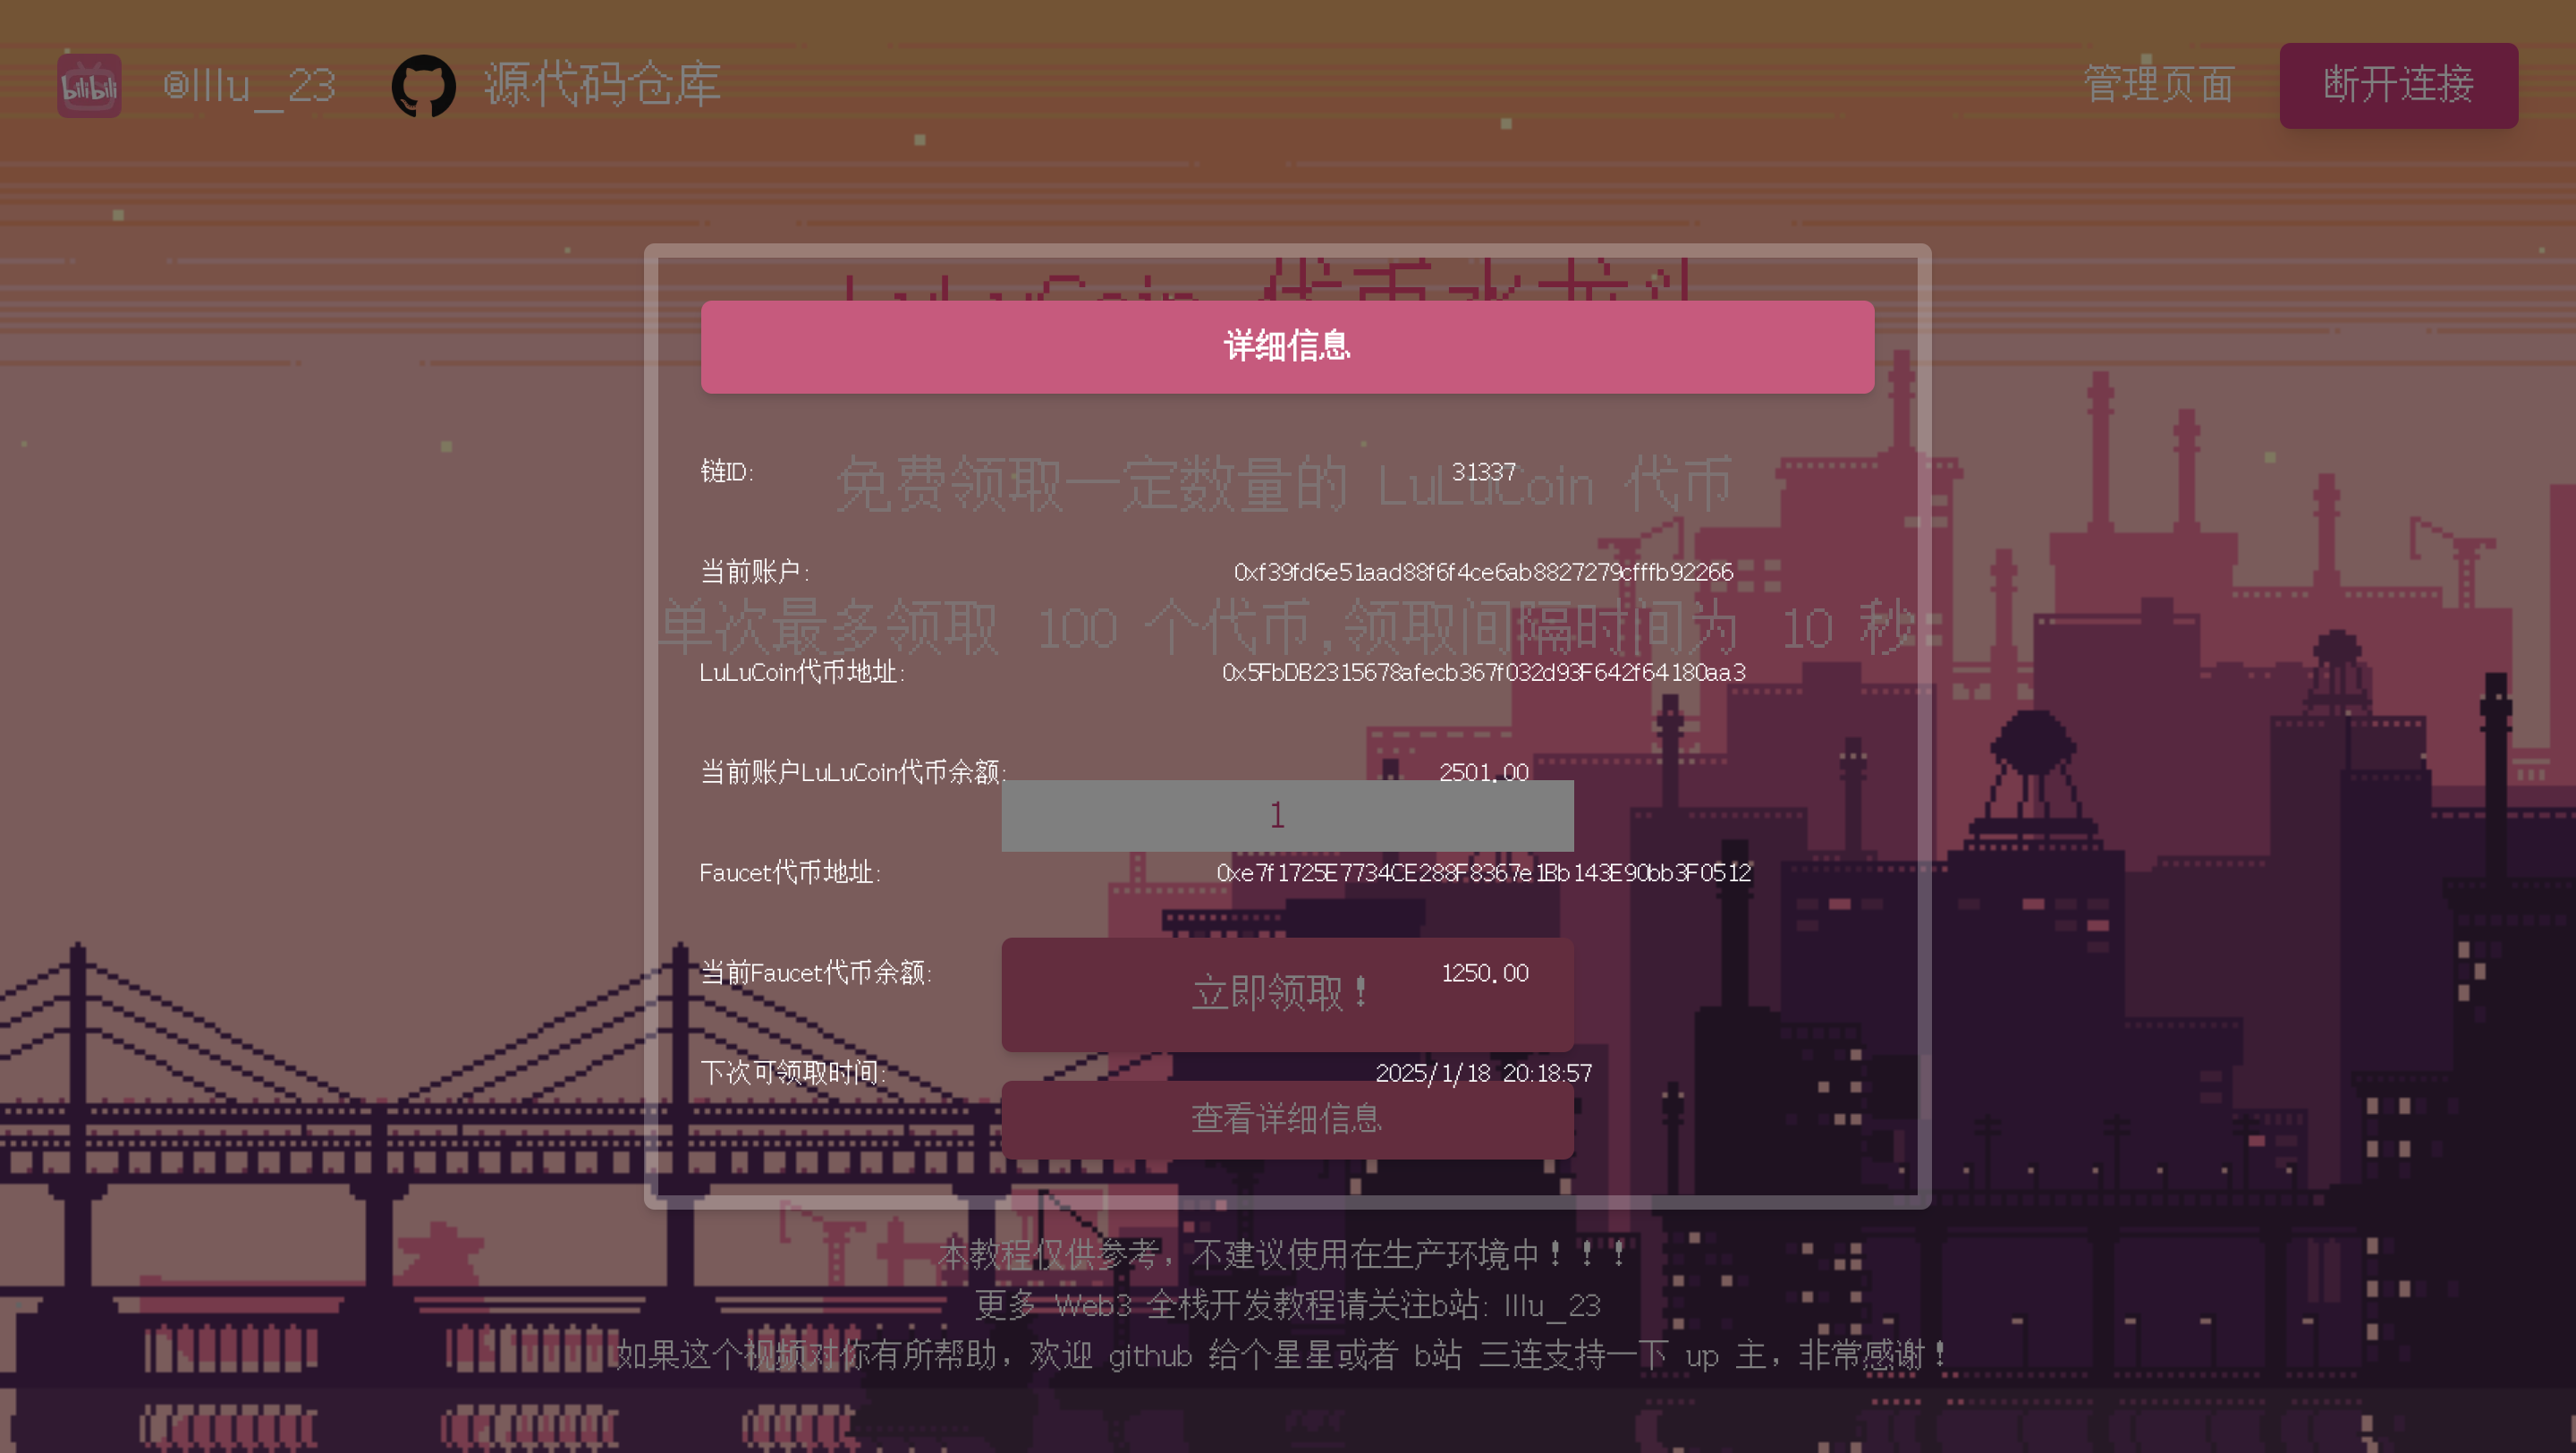 bilibili @lllu_23 源代码仓库 管理页面 断开连接
LuLuCoin 代币水龙头
详细信息
链ID: 31337
免费领取一定数量的 LuLuCoin 代币
当前账户: 0xf39fd6e51aad88f6f4ce6ab8827279cfffb92266
单次最多领取 100 个代币,领取间隔时间为 10 秒
LuLuCoin代币地址: 0x5FbDB2315678afecb367f032d93F642f64180aa3
当前账户LuLuCoin代币余额: 2501.00
1
Faucet代币地址: 0xe7f1725E7734CE288F8367e1Bb143E90bb3F0512
当前Faucet代币余额: 1250.00
立即领取！
下次可领取时间: 2025/1/18 20:18:57
查看详细信息
本教程仅供参考，不建议使用在生产环境中！！！
更多 Web3 全栈开发教程请关注b站: lllu_23
如果这个视频对你有所帮助，欢迎 github 给个星星或者 b站 三连支持一下 up 主，非常感谢！